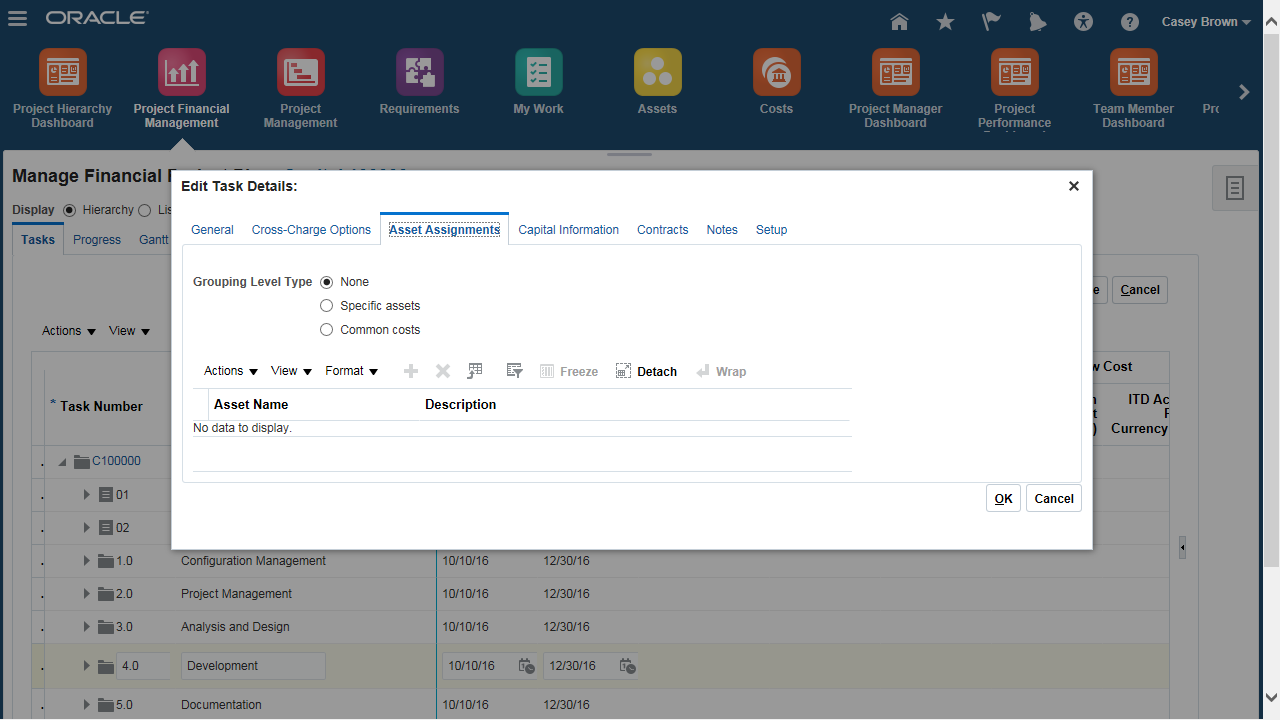 ORACLE
Casey Brown
Project Hierarchy Dashboard
Project Financial Management
Project Management
Requirements
My Work
Assets
Costs
Project Manager Dashboard
Project Performance
Team Member Dashboard
Manage Financial
Display Hierarchy
Tasks Progress Gantt
Cancel
Actions View
Edit Task Details:
General Cross-Charge Options Asset Assignments Capital Information Contracts Notes Setup
Grouping Level Type None
Specific assets
Common costs
Actions View Format Freeze Detach Wrap
Asset Name Description
No data to display.
OK Cancel
* Task Number
Cost
ITD
Currency
C100000
01
02
1.0 Configuration Management 10/10/16 12/30/16
2.0 Project Management 10/10/16 12/30/16
3.0 Analysis and Design 10/10/16 12/30/16
4.0 Development 10/10/16 12/30/16
5.0 Documentation 10/10/16 12/30/16